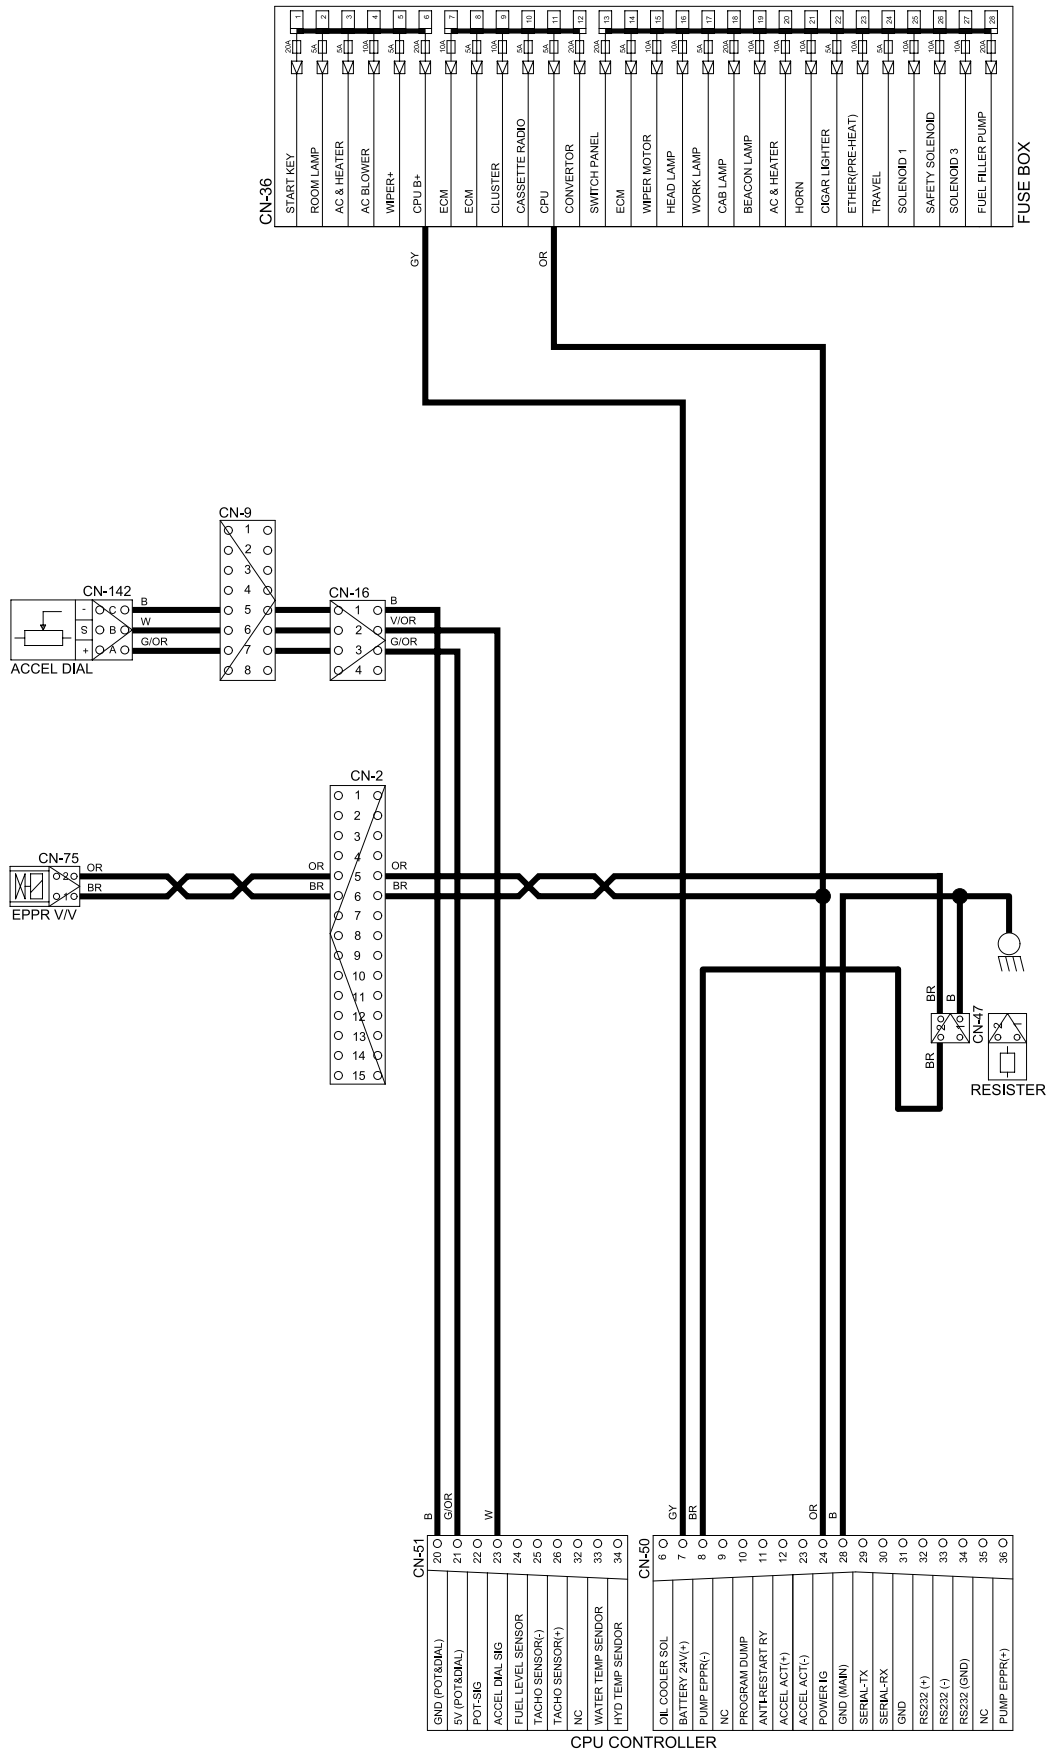 CN-36
FUSE BOX
1 20A START KEY
2 5A ROOM LAMP
3 5A AC & HEATER
4 10A AC BLOWER
5 5A WIPER+
6 20A CPU B+
7 10A ECM
8 5A ECM
9 10A CLUSTER
10 5A CASSETTE RADIO
11 5A CPU
12 10A CONVERTOR
13 20A SWITCH PANEL
14 5A ECM
15 10A WIPER MOTOR
16 10A HEAD LAMP
17 5A WORK LAMP
18 20A CAB LAMP
19 10A BEACON LAMP
20 10A AC & HEATER
21 10A HORN
22 10A CIGAR LIGHTER
23 10A ETHER(PRE-HEAT)
24 5A TRAVEL
25 10A SOLENOID 1
26 10A SAFETY SOLENOID
27 10A SOLENOID 3
28 20A FUEL FILLER PUMP
GY
OR
CN-9
1
2
3
4
5
6
7
8
CN-142
- C B
S B W
+ A G/OR
ACCEL DIAL
CN-16
1 B
2 V/OR
3 G/OR
4
CN-2
1
2
3
4
OR 5 OR
BR 6 BR
7
8
9
10
11
12
13
14
15
CN-75
2 OR
1 BR
EPPR V/V
BR
B
2
1
CN-47
BR
2
1
RESISTER
B
G/OR
W
CN-51
20 GND (POT&DIAL)
21 5V (POT&DIAL)
22 POT-SIG
23 ACCEL DIAL SIG
24 FUEL LEVEL SENSOR
25 TACHO SENSOR(-)
26 TACHO SENSOR(+)
32 NC
33 WATER TEMP SENDOR
34 HYD TEMP SENDOR
GY
BR
OR
B
CN-50
6 OIL COOLER SOL
7 BATTERY 24V(+)
8 PUMP EPPR(-)
9 NC
10 PROGRAM DUMP
11 ANTI-RESTART RY
12 ACCEL ACT(+)
23 ACCEL ACT(-)
24 POWER IG
28 GND (MAIN)
29 SERIAL-TX
30 SERIAL-RX
31 GND
32 RS232 (+)
33 RS232 (-)
34 RS232 (GND)
35 NC
36 PUMP EPPR(+)
CPU CONTROLLER